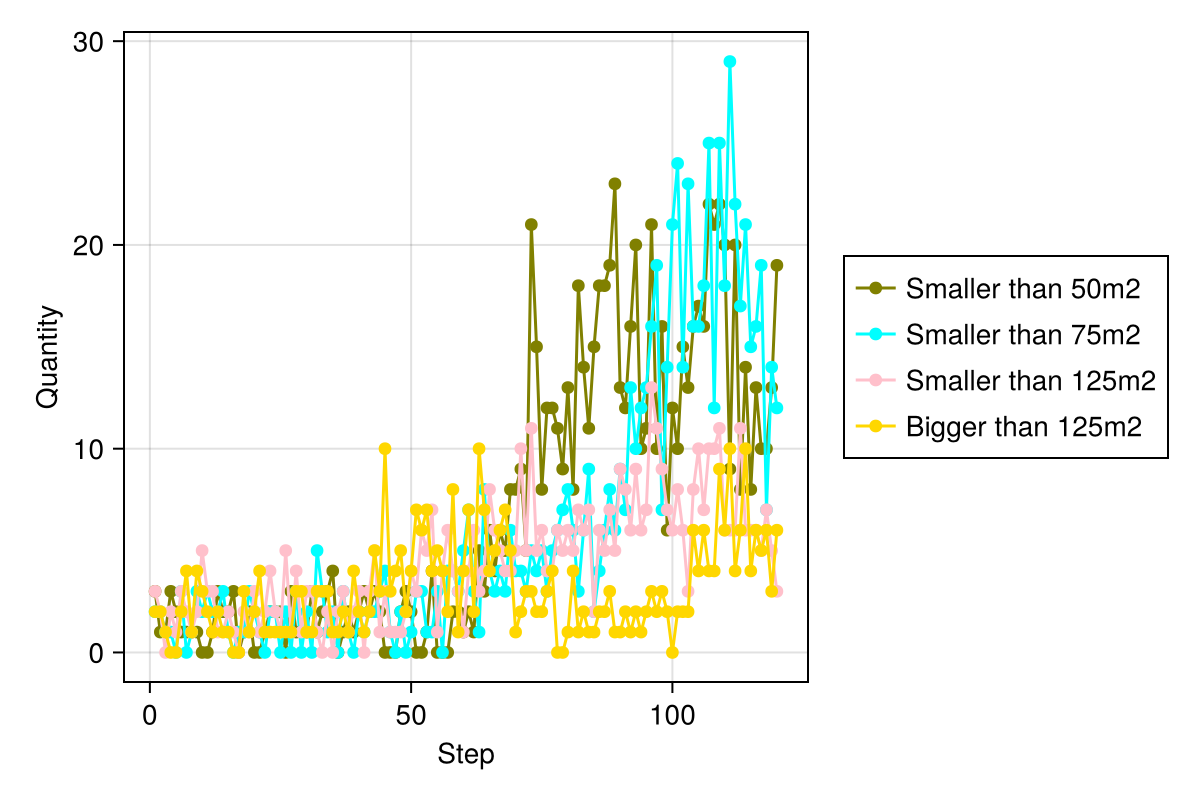 30
20
10
0
Quantity
0
50
100
Step
Smaller than 50m2
Smaller than 75m2
Smaller than 125m2
Bigger than 125m2